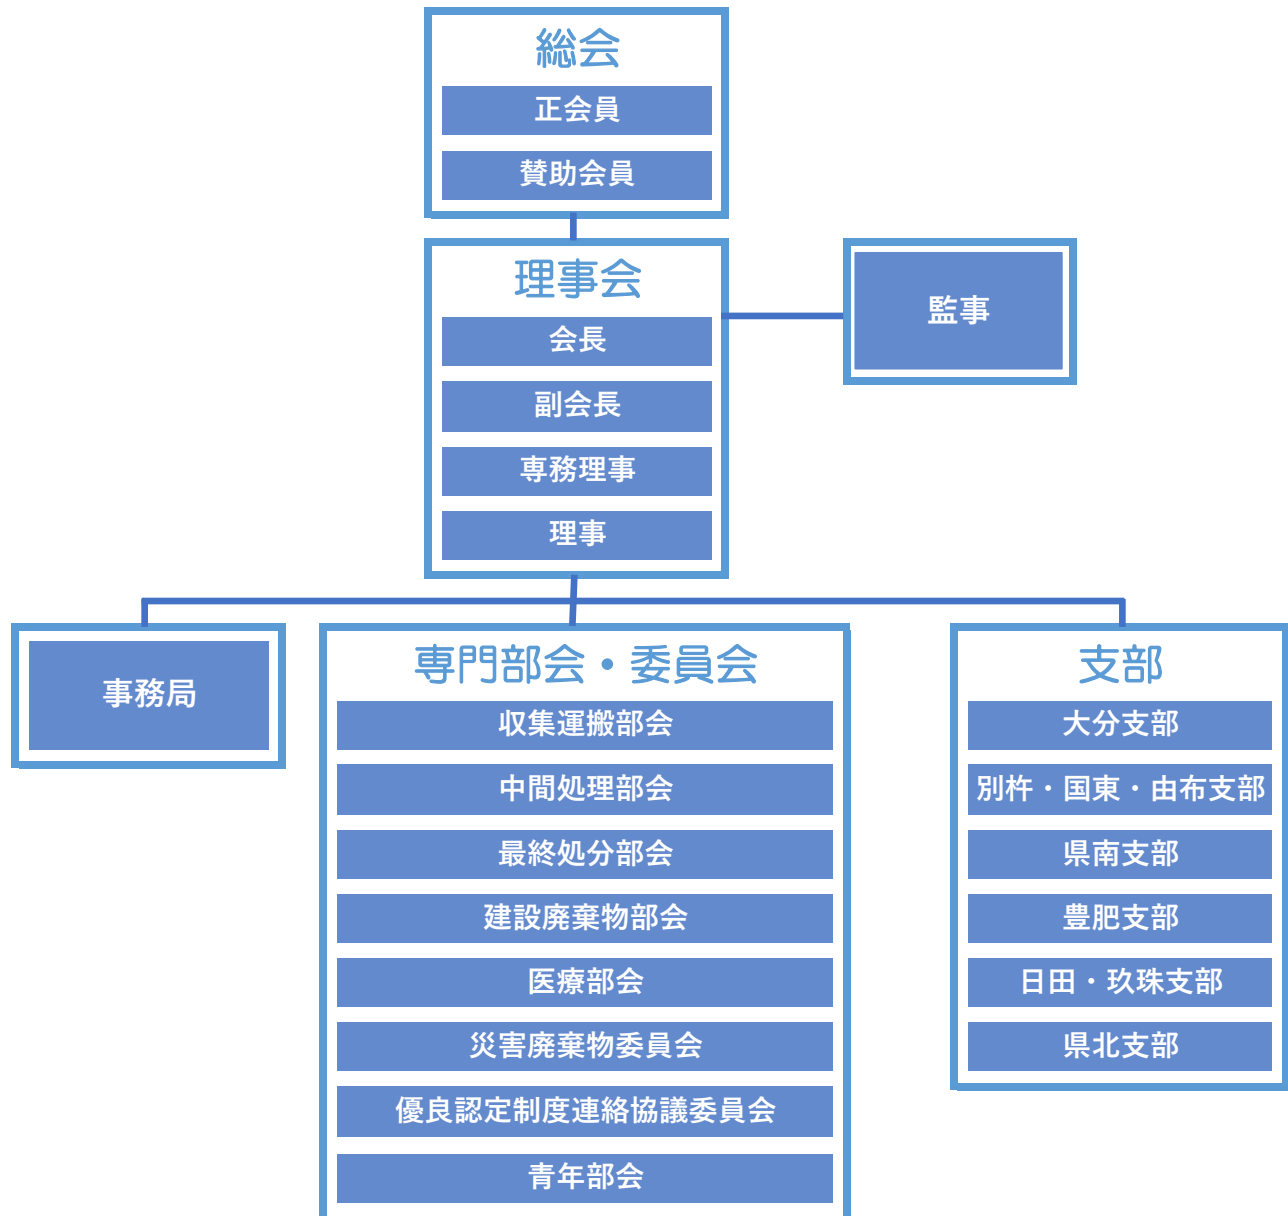 総会
正会員
賛助会員
理事会
会長
副会長
専務理事
理事
監事
事務局
専門部会・委員会
収集運搬部会
中間処理部会
最終処分部会
建設廃棄物部会
医療部会
災害廃棄物委員会
優良認定制度連絡協議委員会
青年部会
支部
大分支部
別杵・国東・由布支部
県南支部
豊肥支部
日田・玖珠支部
県北支部